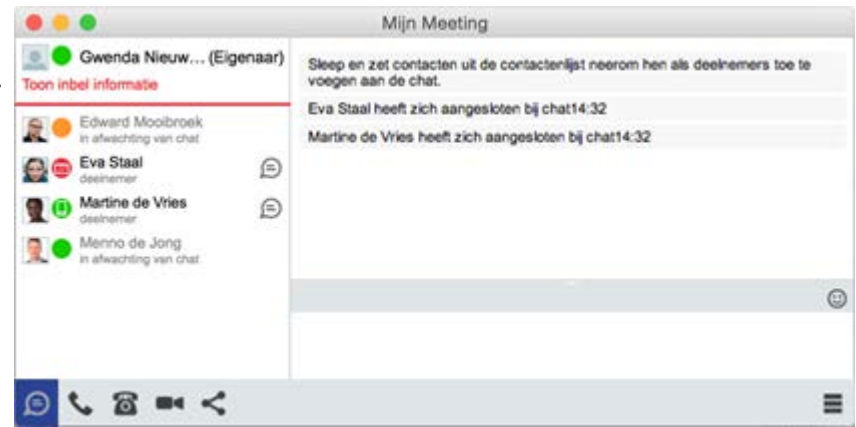 Mijn Meeting
Gwenda Nieuw... (Eigenaar)
Toon inbel informatie
Edward Mooibroek
in afwachting van chat
Eva Staal
deelnemer
Martine de Vries
deelnemer
Menno de Jong
in afwachting van chat
Sleep en zet contacten uit de contactenlijst neerom hen als deelnemers toe te
voegen aan de chat.
Eva Staal heeft zich aangesloten bij chat14:32
Martine de Vries heeft zich aangesloten bij chat14:32